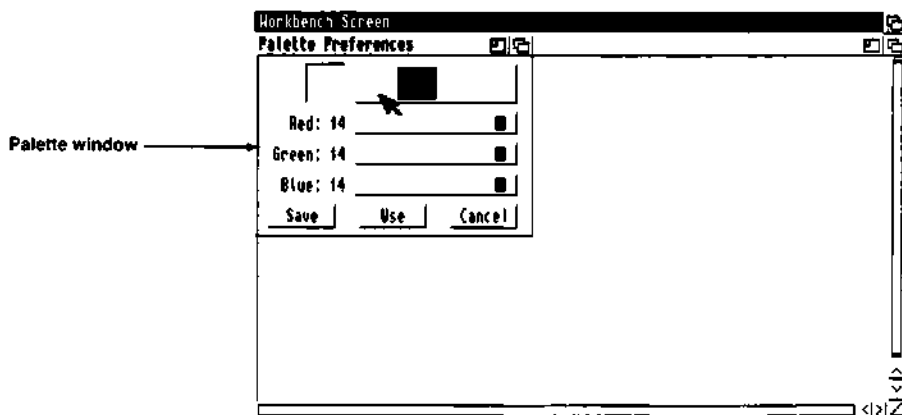 Workbench Screen
Palette Preferences
Red: 14
Palette window
Green: 14
Blue: 14
Save Use Cancel